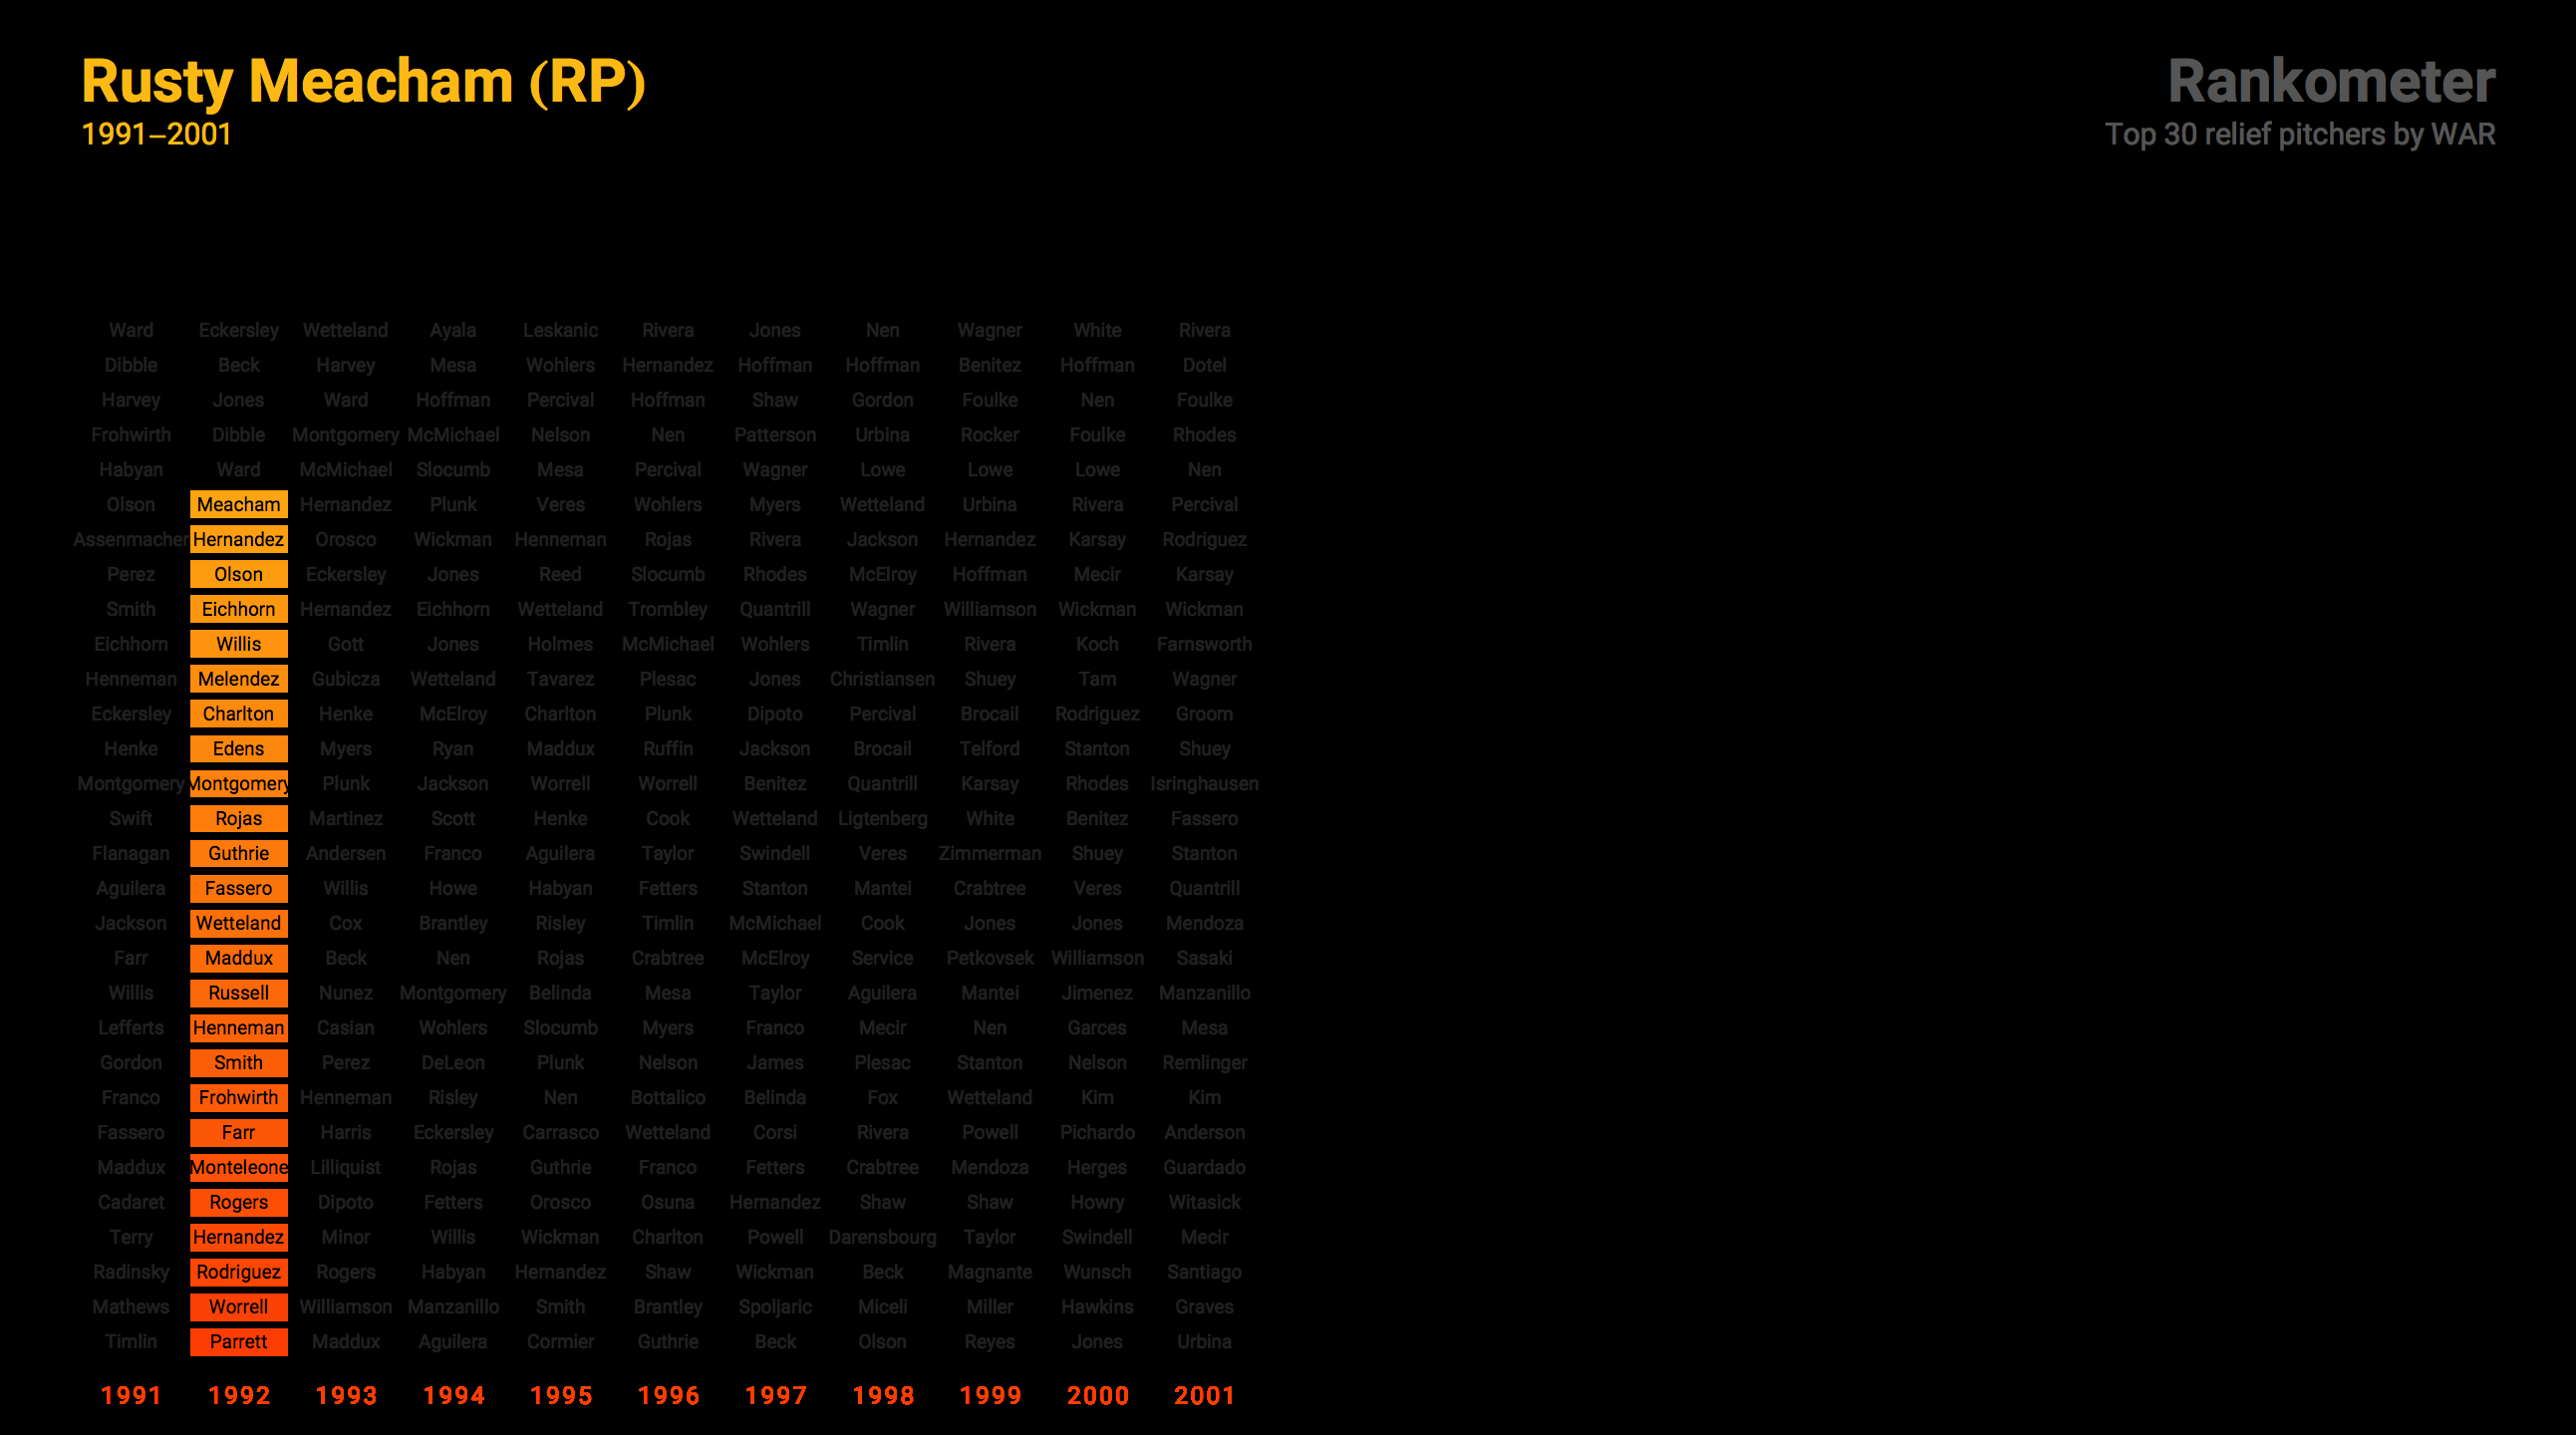 Rusty Meacham (RP)
1991–2001
Rankometer
Top 30 relief pitchers by WAR
Ward Eckersley Wetteland Ayala Leskanic Rivera Jones Nen Wagner White Rivera
Dibble Beck Harvey Mesa Wohlers Hernandez Hoffman Hoffman Benitez Hoffman Dotel
Harvey Jones Ward Hoffman Percival Hoffman Shaw Gordon Foulke Nen Foulke
Frohwirth Dibble Montgomery McMichael Nelson Nen Patterson Urbina Rocker Foulke Rhodes
Habyan Ward McMichael Slocumb Mesa Percival Wagner Lowe Lowe Lowe Nen
Olson Meacham Hernandez Plunk Veres Wohlers Myers Wetteland Urbina Rivera Percival
Assenmacher Hernandez Orosco Wickman Henneman Rojas Rivera Jackson Hernandez Karsay Rodriguez
Perez Olson Eckersley Jones Reed Slocumb Rhodes McElroy Hoffman Mecir Karsay
Smith Eichhorn Hernandez Eichhorn Wetteland Trombley Quantrill Wagner Williamson Wickman Wickman
Eichhorn Willis Gott Jones Holmes McMichael Wohlers Timlin Rivera Koch Farnsworth
Henneman Melendez Gubicza Wetteland Tavarez Plesac Jones Christiansen Shuey Tam Wagner
Eckersley Charlton Henke McElroy Charlton Plunk Dipoto Percival Brocail Rodriguez Groom
Henke Edens Myers Ryan Maddux Ruffin Jackson Brocail Telford Stanton Shuey
Montgomery Montgomery Plunk Jackson Worrell Worrell Benitez Quantrill Karsay Rhodes Isringhausen
Swift Rojas Martinez Scott Henke Cook Wetteland Ligtenberg White Benitez Fassero
Flanagan Guthrie Andersen Franco Aguilera Taylor Swindell Veres Zimmerman Shuey Stanton
Aguilera Fassero Willis Howe Habyan Fetters Stanton Mantei Crabtree Veres Quantrill
Jackson Wetteland Cox Brantley Risley Timlin McMichael Cook Jones Jones Mendoza
Farr Maddux Beck Nen Rojas Crabtree McElroy Service Petkovsek Williamson Sasaki
Willis Russell Nunez Montgomery Belinda Mesa Taylor Aguilera Mantei Jimenez Manzanillo
Lefferts Henneman Casian Wohlers Slocumb Myers Franco Mecir Nen Garces Mesa
Gordon Smith Perez DeLeon Plunk Nelson James Plesac Stanton Nelson Remlinger
Franco Frohwirth Henneman Risley Nen Bottalico Belinda Fox Wetteland Kim Kim
Fassero Farr Harris Eckersley Carrasco Wetteland Corsi Rivera Powell Pichardo Anderson
Maddux Monteleone Lilliquist Rojas Guthrie Franco Fetters Crabtree Mendoza Herges Guardado
Cadaret Rogers Dipoto Fetters Orosco Osuna Hernandez Shaw Shaw Howry Witasick
Terry Hernandez Minor Willis Wickman Charlton Powell Darensbourg Taylor Swindell Mecir
Radinsky Rodriguez Rogers Habyan Hernandez Shaw Wickman Beck Magnante Wunsch Santiago
Mathews Worrell Williamson Manzanillo Smith Brantley Spoljaric Miceli Miller Hawkins Graves
Timlin Parrett Maddux Aguilera Cormier Guthrie Beck Olson Reyes Jones Urbina
1991 1992 1993 1994 1995 1996 1997 1998 1999 2000 2001